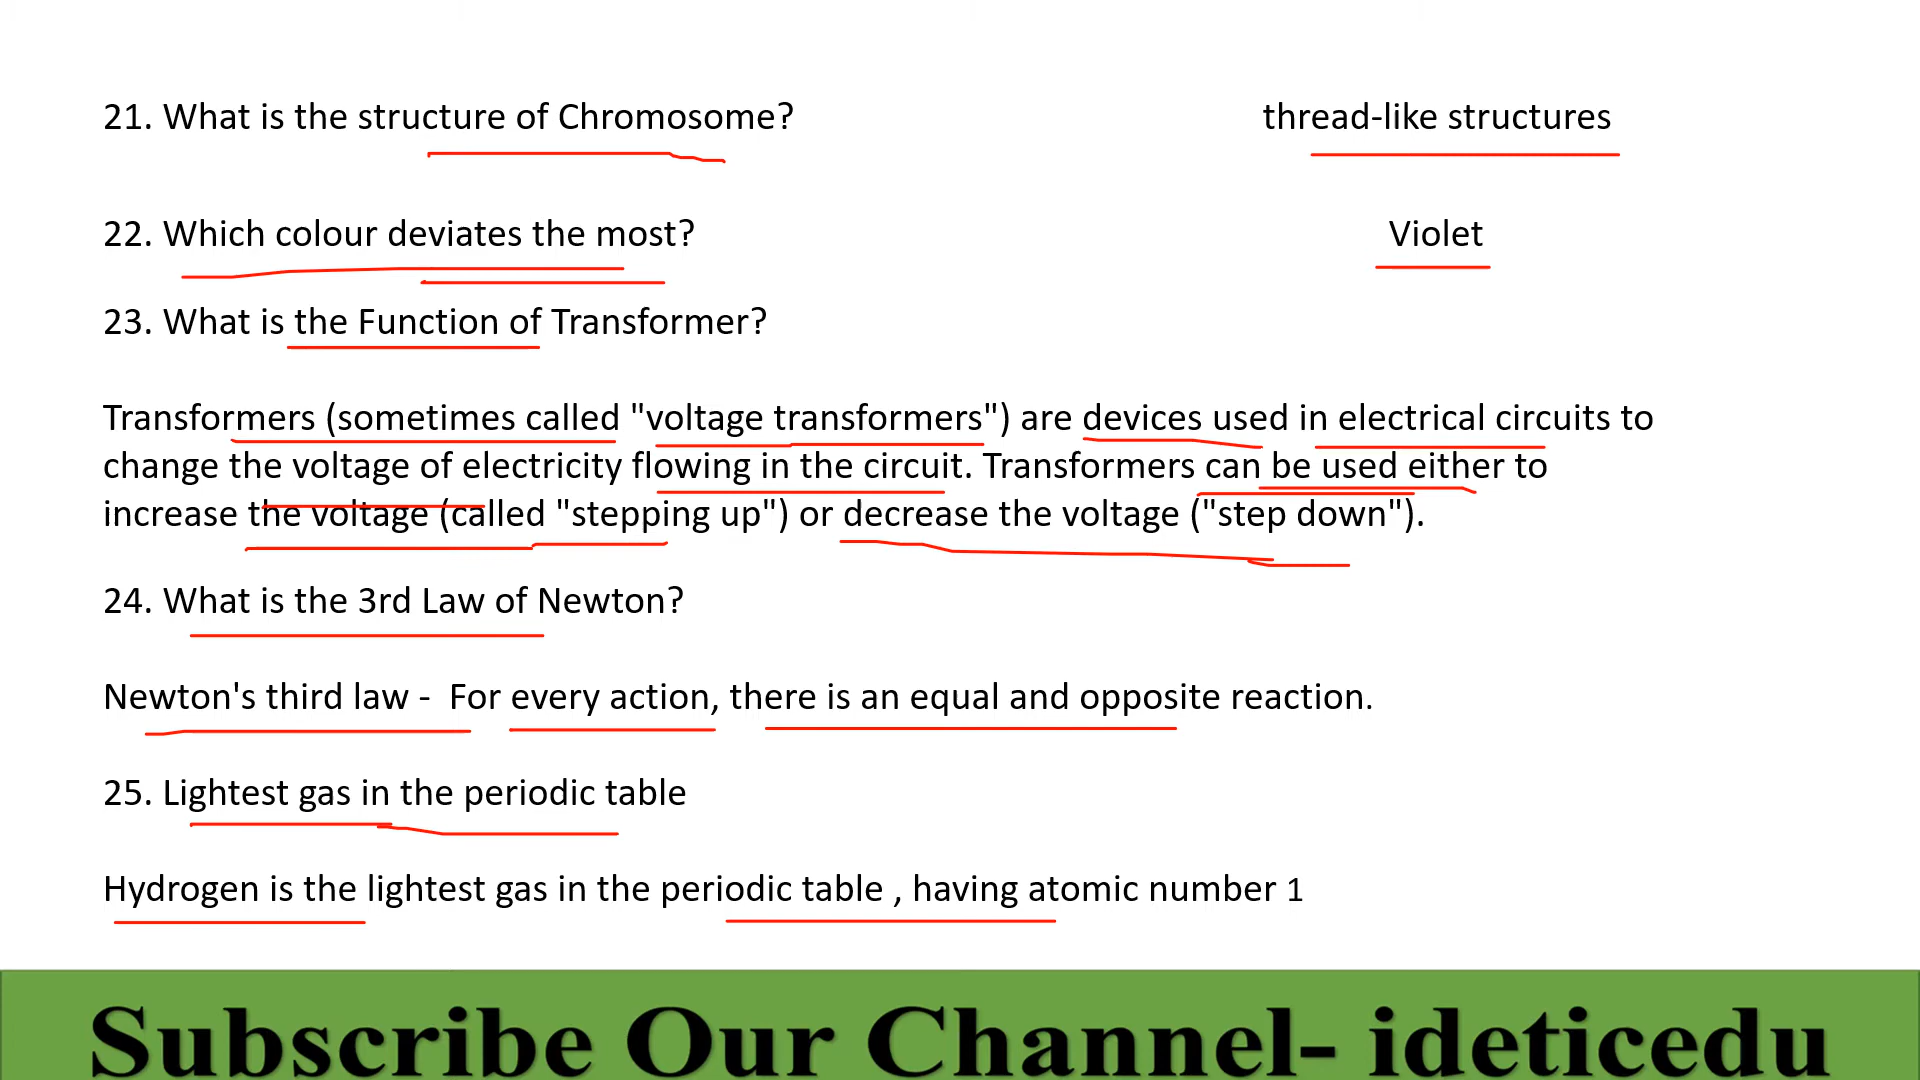 21. What is the structure of Chromosome? thread-like structures
22. Which colour deviates the most? Violet
23. What is the Function of Transformer?
Transformers (sometimes called "voltage transformers") are devices used in electrical circuits to
change the voltage of electricity flowing in the circuit. Transformers can be used either to
increase the voltage (called "stepping up") or decrease the voltage ("step down").
24. What is the 3rd Law of Newton?
Newton's third law -  For every action, there is an equal and opposite reaction.
25. Lightest gas in the periodic table
Hydrogen is the lightest gas in the periodic table , having atomic number 1
Subscribe Our Channel- ideticedu